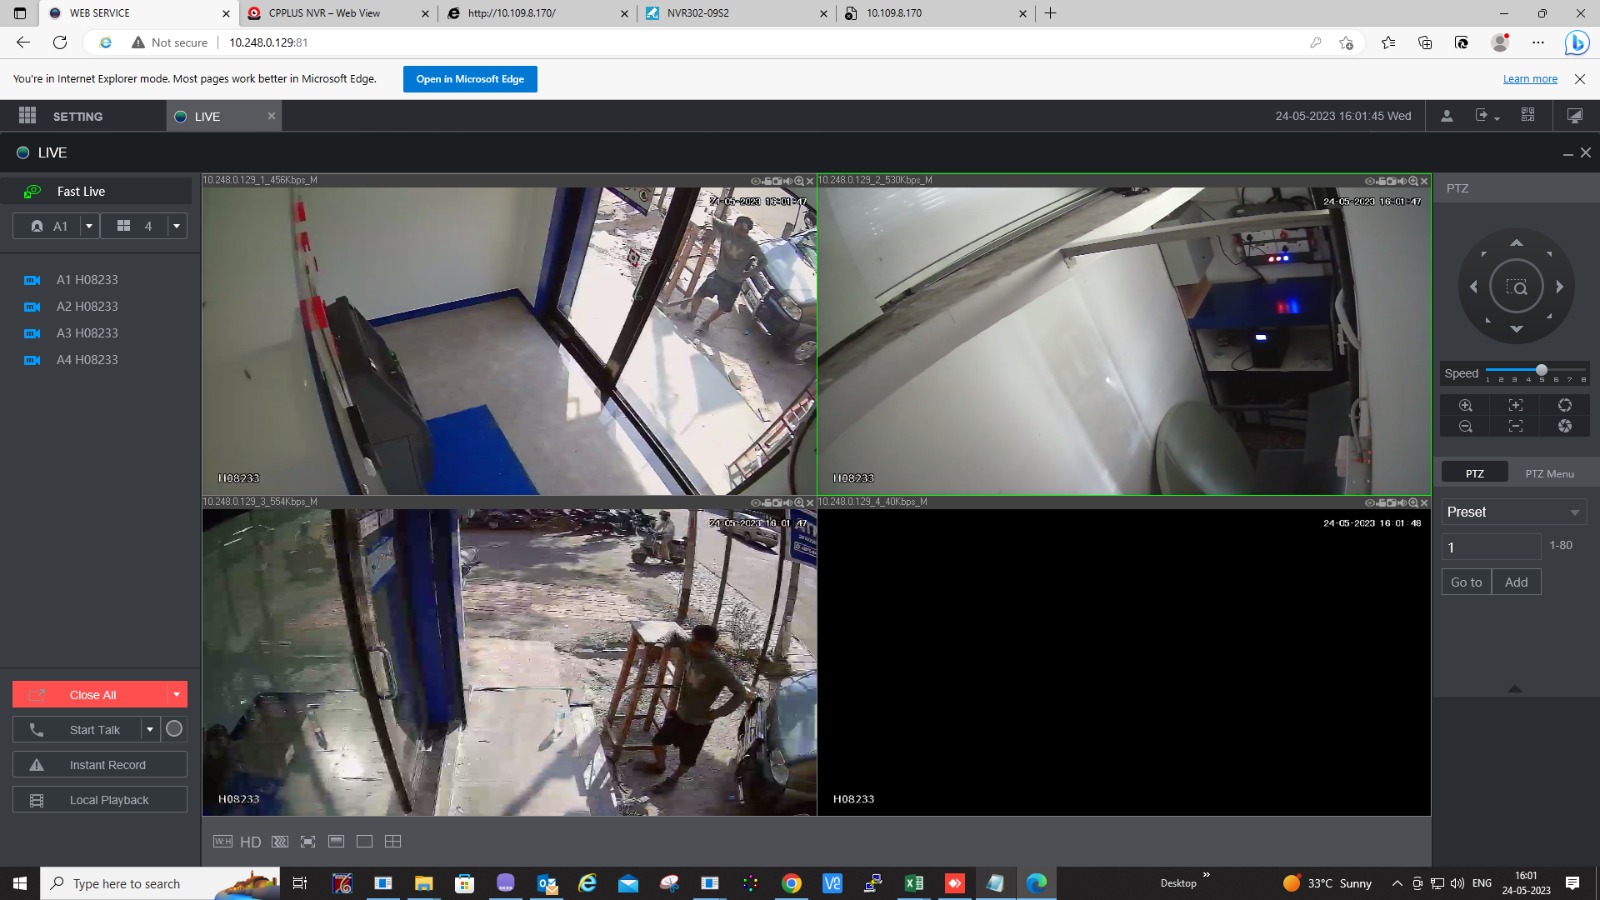 WEB SERVICE
CPPLUS NVR – Web View
http://10.109.8.170/
NVR302-09S2
10.109.8.170
Not secure
10.248.0.129:81
You're in Internet Explorer mode. Most pages work better in Microsoft Edge.
Open in Microsoft Edge
Learn more
SETTING
LIVE
24-05-2023 16:01:45 Wed
LIVE
Fast Live
A1
4
A1 H08233
A2 H08233
A3 H08233
A4 H08233
Close All
Start Talk
Instant Record
Local Playback
10.248.0.129_1_456Kbps_M
24-05-2023 16:01:47
H08233
10.248.0.129_2_530Kbps_M
24-05-2023 16:01:47
H08233
10.248.0.129_3_554Kbps_M
24-05-2023 16:01:47
H08233
10.248.0.129_4_40Kbps_M
24-05-2023 16:01:48
H08233
W:H
HD
PTZ
Speed
1 2 3 4 5 6 7 8
PTZ
PTZ Menu
Preset
1
1-80
Go to
Add
Type here to search
Desktop
33°C Sunny
ENG
16:01
24-05-2023